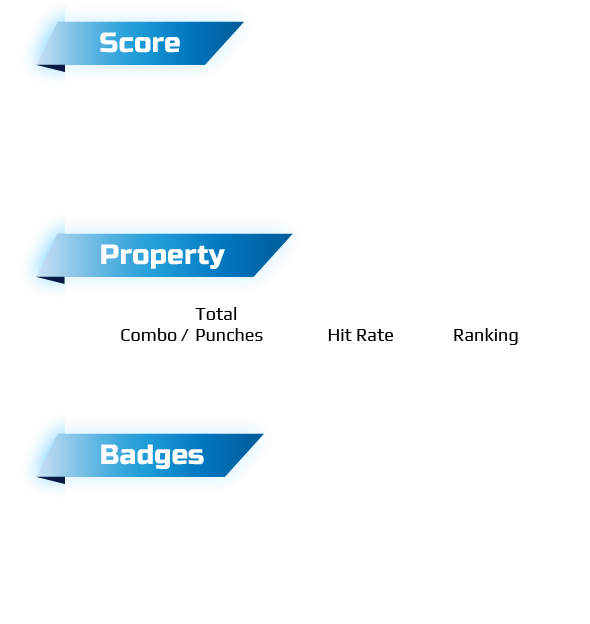 Score
Property
Total
Combo / Punches
Hit Rate
Ranking
Badges